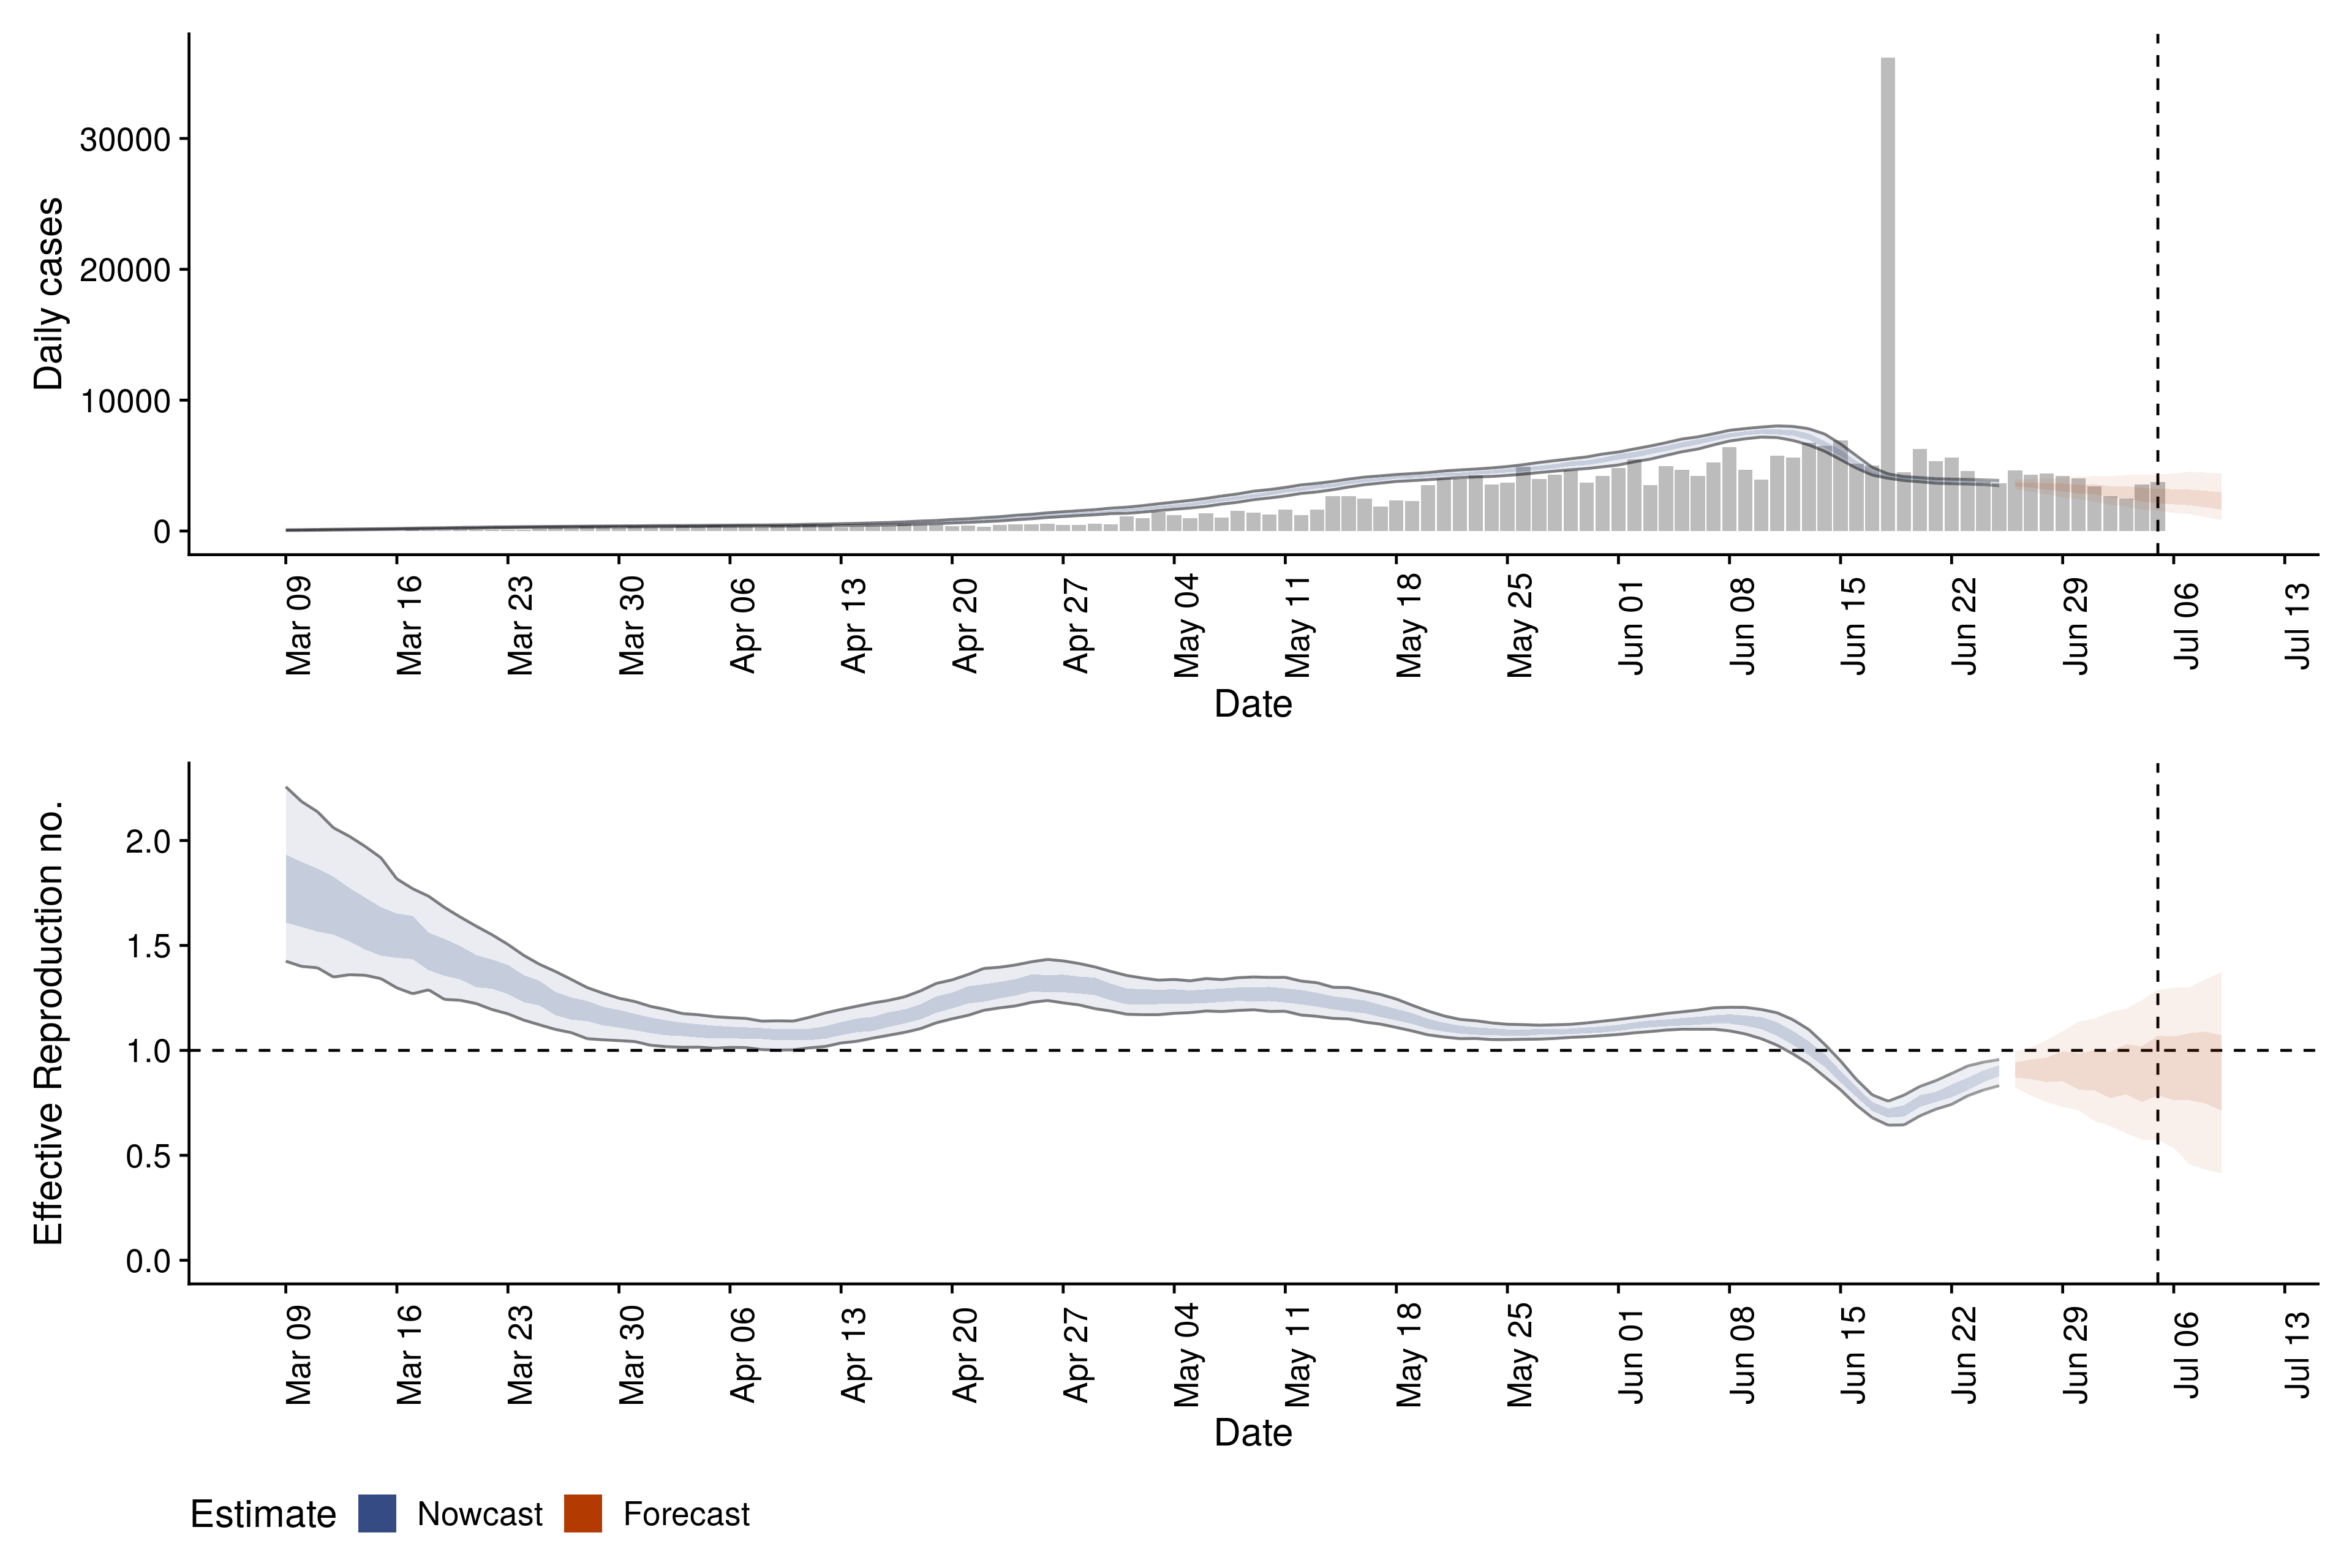 Daily cases
30000
20000
10000
0
Mar 09 Mar 16 Mar 23 Mar 30 Apr 06 Apr 13 Apr 20 Apr 27 May 04 May 11 May 18 May 25 Jun 01 Jun 08 Jun 15 Jun 22 Jun 29 Jul 06 Jul 13
Date
Effective Reproduction no.
2.0
1.5
1.0
0.5
0.0
Mar 09 Mar 16 Mar 23 Mar 30 Apr 06 Apr 13 Apr 20 Apr 27 May 04 May 11 May 18 May 25 Jun 01 Jun 08 Jun 15 Jun 22 Jun 29 Jul 06 Jul 13
Date
Estimate Nowcast Forecast